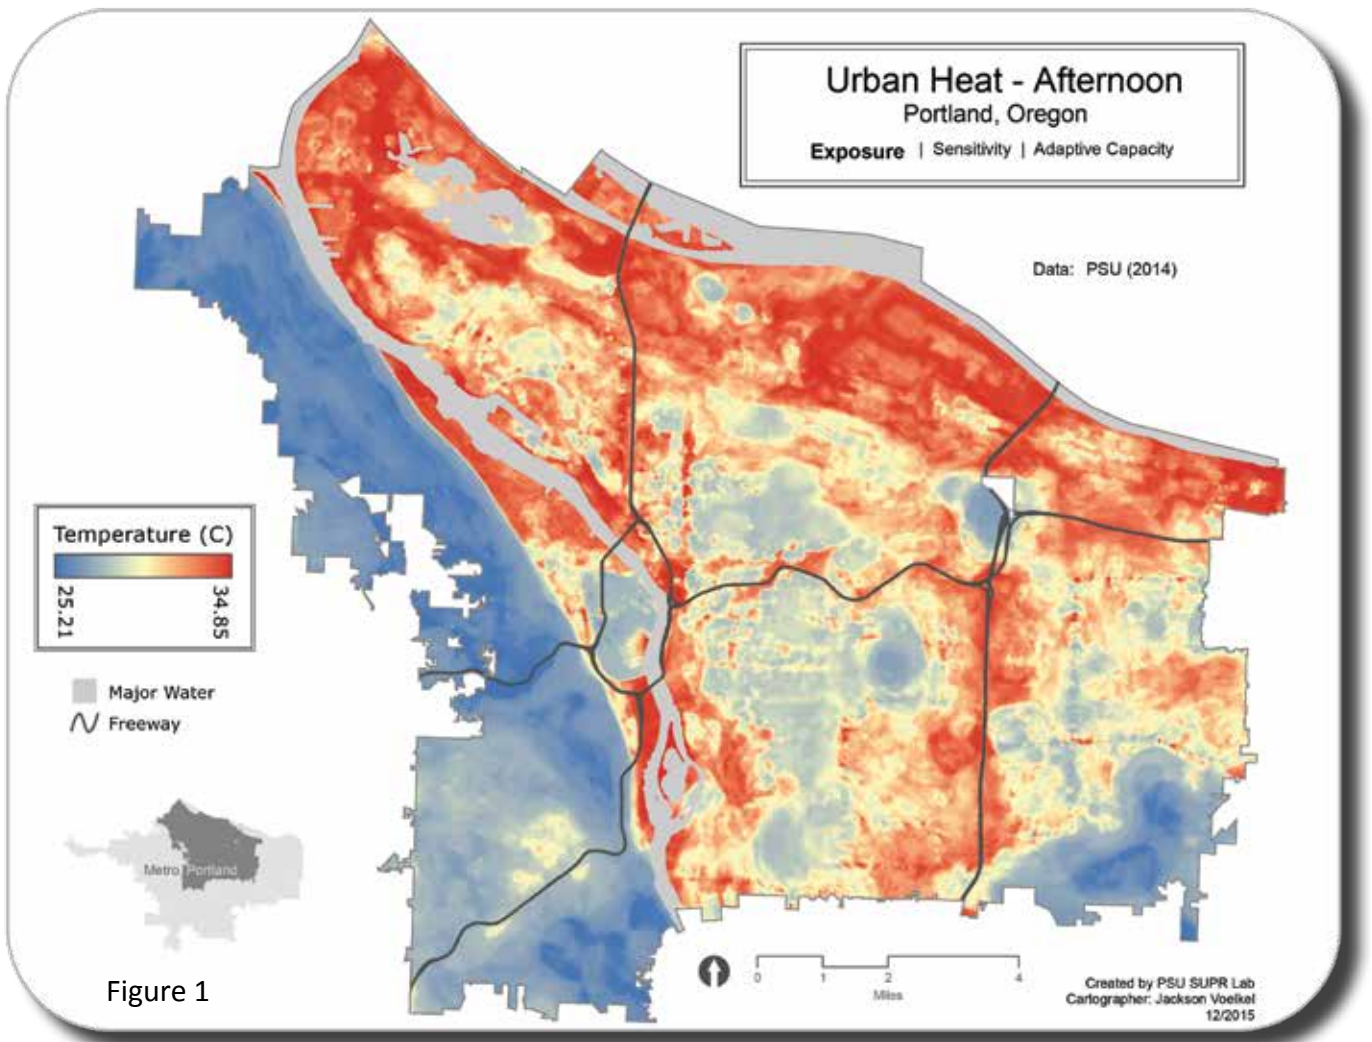 Urban Heat - Afternoon
Portland, Oregon
Exposure | Sensitivity | Adaptive Capacity
Data: PSU (2014)
Temperature (C)
25.21
34.85
Major Water
Freeway
Metro Portland
Figure 1
0 1 2 4
Miles
Created by PSU SUPR Lab
Cartographer: Jackson Voelkel
12/2015